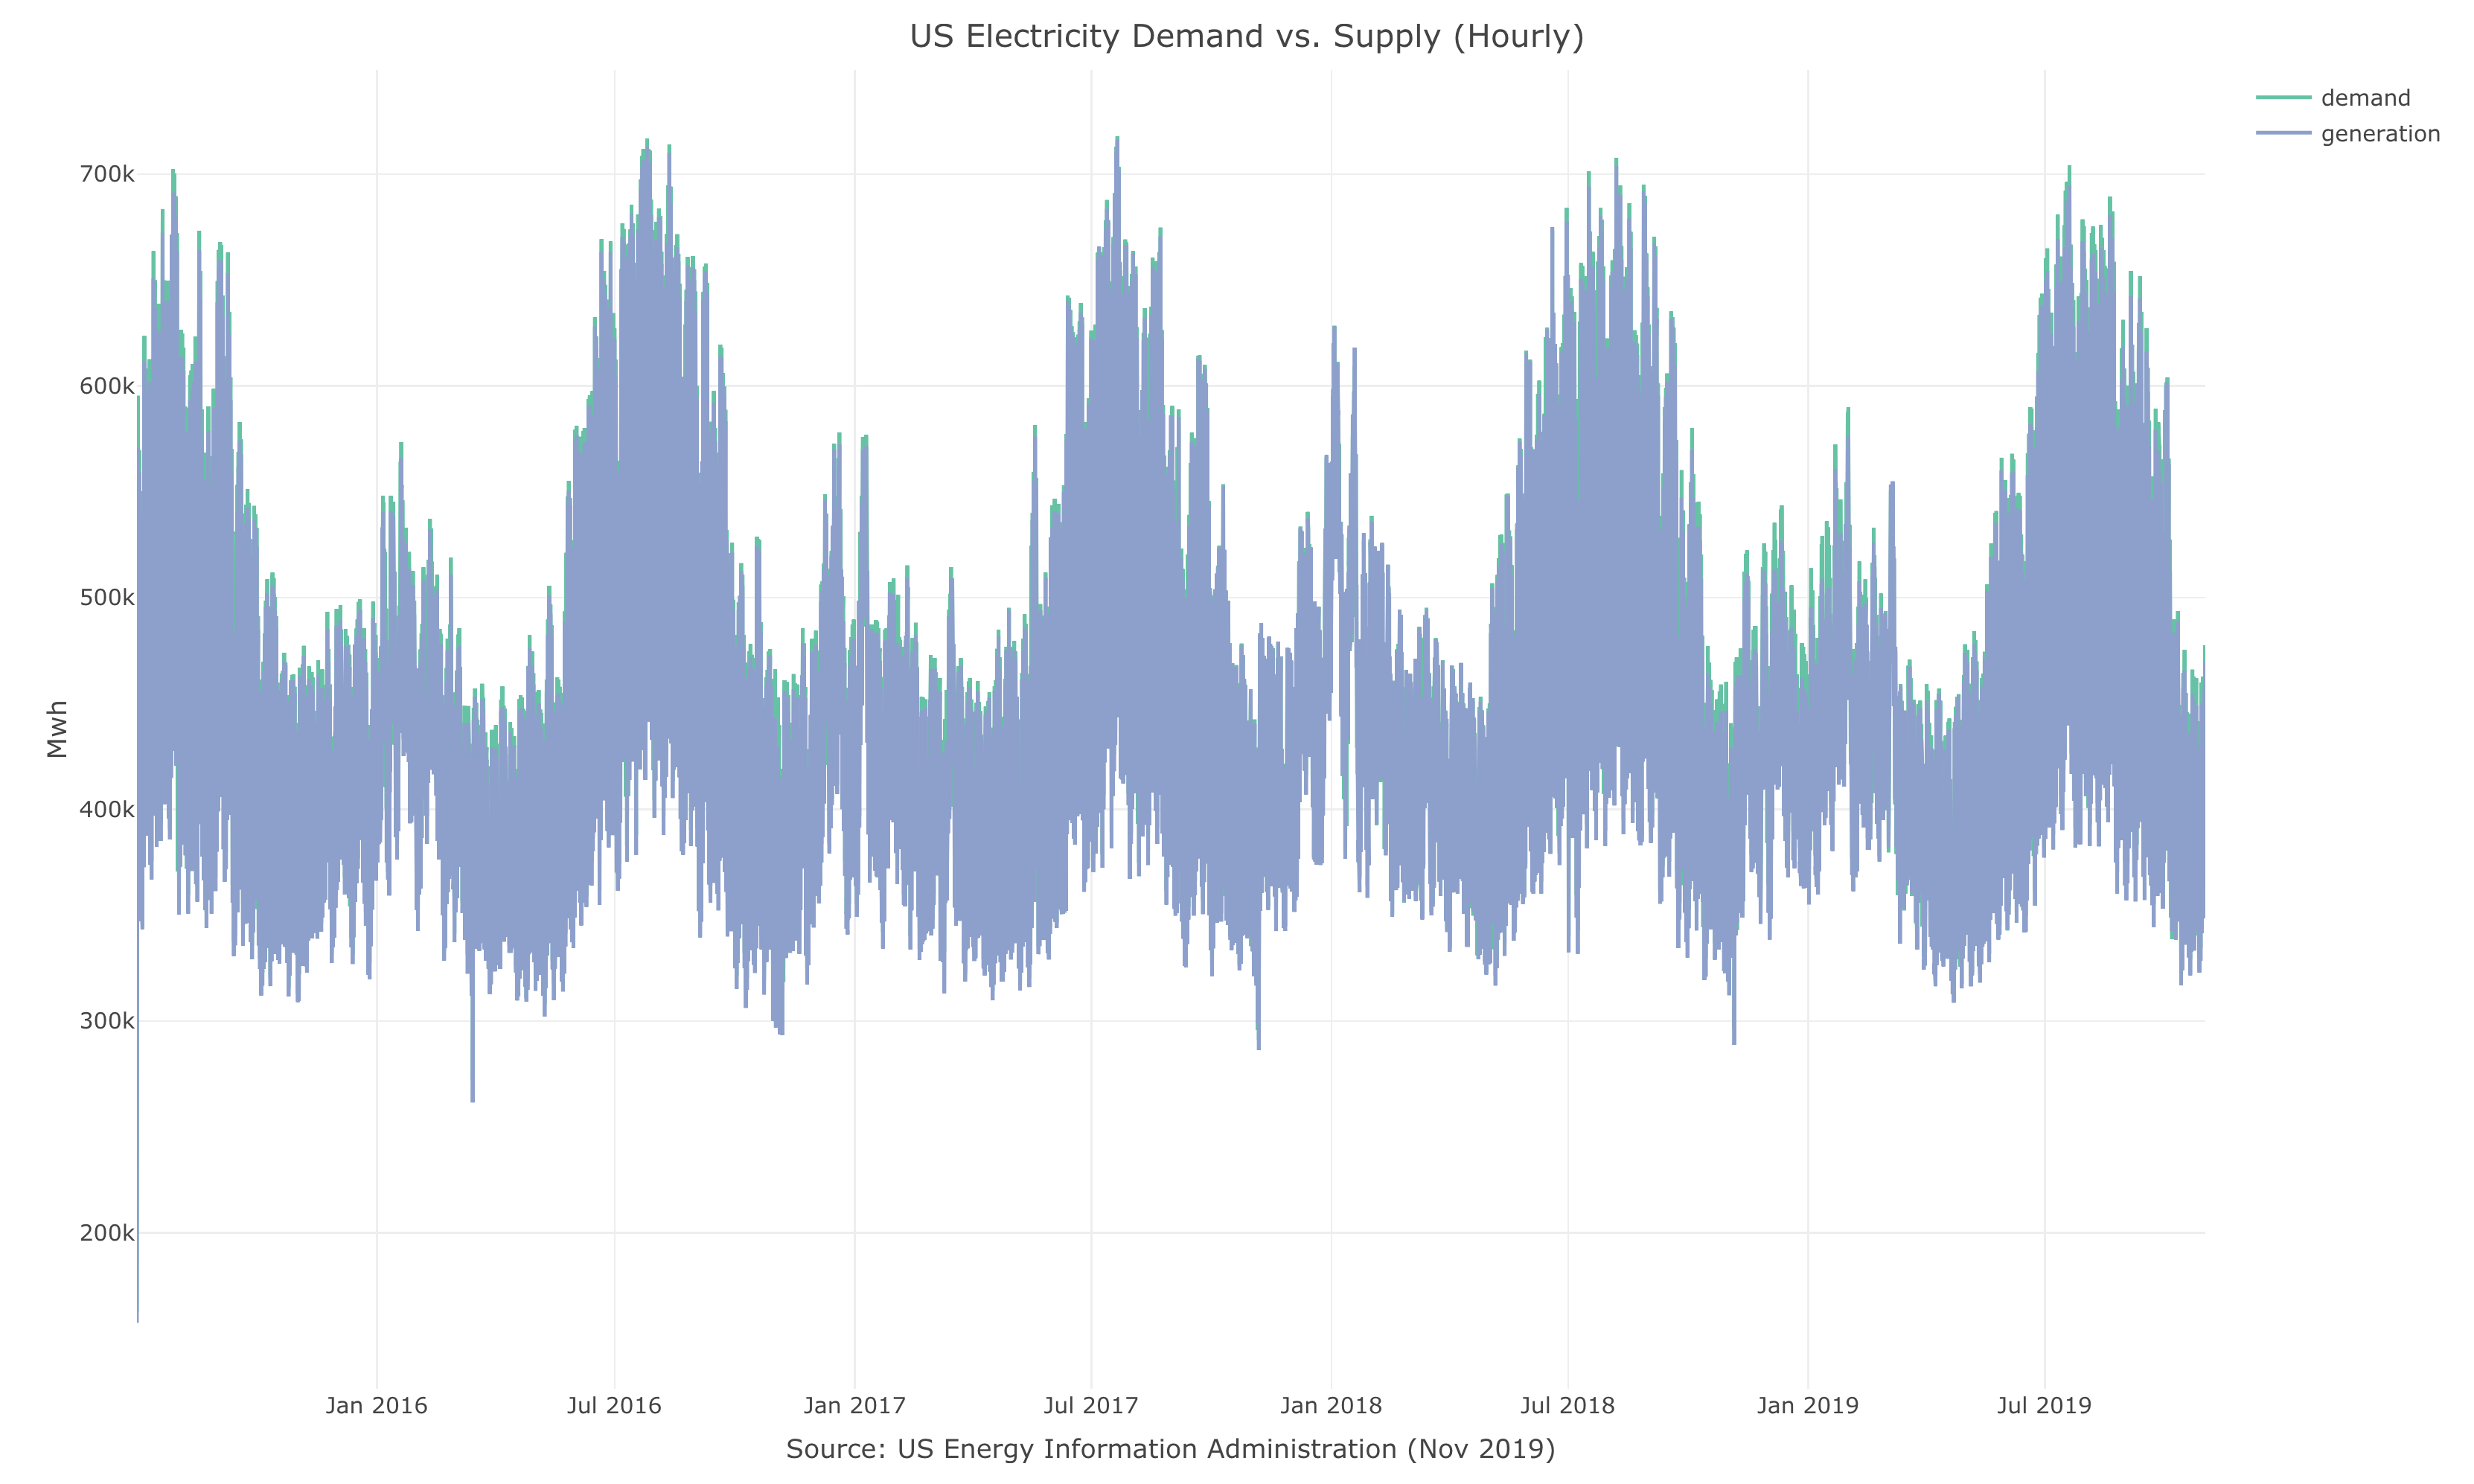 US Electricity Demand vs. Supply (Hourly)
demand
generation
700k
600k
500k
400k
300k
200k
Mwh
Jan 2016
Jul 2016
Jan 2017
Jul 2017
Jan 2018
Jul 2018
Jan 2019
Jul 2019
Source: US Energy Information Administration (Nov 2019)